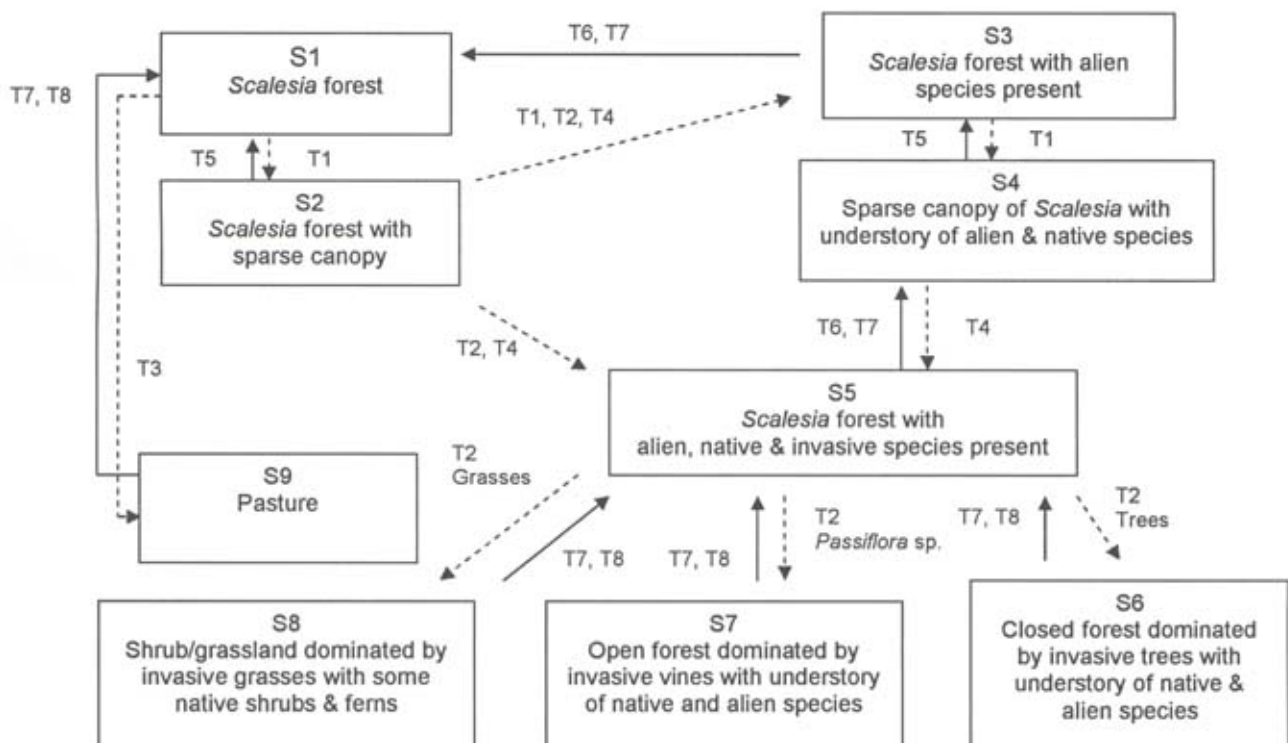 S1
Scalesia forest
T6, T7
S3
Scalesia forest with alien
species present
T7, T8
T1, T2, T4
T5
T1
T5
T1
S2
Scalesia forest with
sparse canopy
S4
Sparse canopy of Scalesia with
understory of alien & native species
T6, T7
T4
T2, T4
T3
S5
Scalesia forest with
alien, native & invasive species present
S9
Pasture
T2
Grasses
T7, T8
T7, T8
T2
Passiflora sp.
T7, T8
T2
Trees
S8
Shrub/grassland dominated by
invasive grasses with some
native shrubs & ferns
S7
Open forest dominated by
invasive vines with understory
of native and alien species
S6
Closed forest dominated
by invasive trees with
understory of native &
alien species